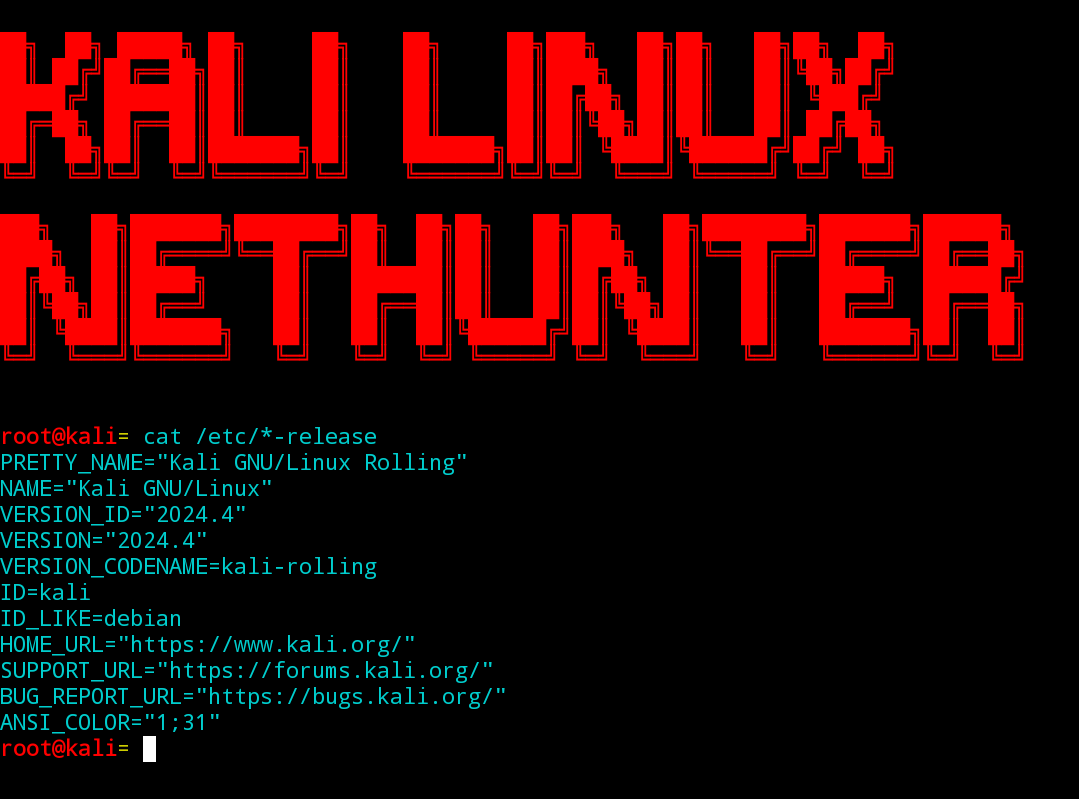 KALI LINUX
NETHUNTER
root@kali= cat /etc/*-release
PRETTY_NAME="Kali GNU/Linux Rolling"
NAME="Kali GNU/Linux"
VERSION_ID="2024.4"
VERSION="2024.4"
VERSION_CODENAME=kali-rolling
ID=kali
ID_LIKE=debian
HOME_URL="https://www.kali.org/"
SUPPORT_URL="https://forums.kali.org/"
BUG_REPORT_URL="https://bugs.kali.org/"
ANSI_COLOR="1;31"
root@kali=